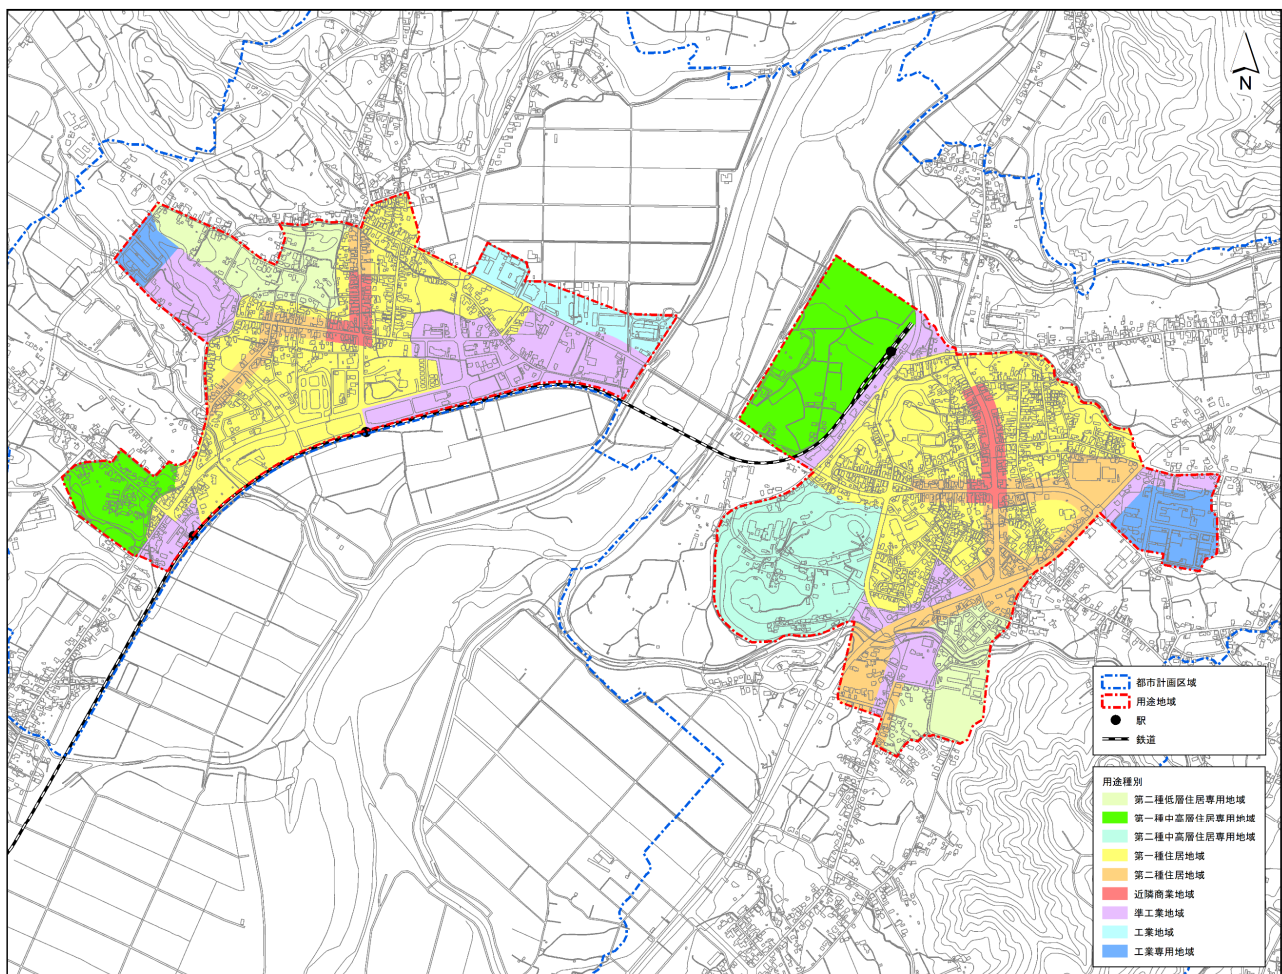 N
都市計画区域
用途地域
駅
鉄道
用途種別
第二種低層住居専用地域
第一種中高層住居専用地域
第二種中高層住居専用地域
第一種住居地域
第二種住居地域
近隣商業地域
準工業地域
工業地域
工業専用地域